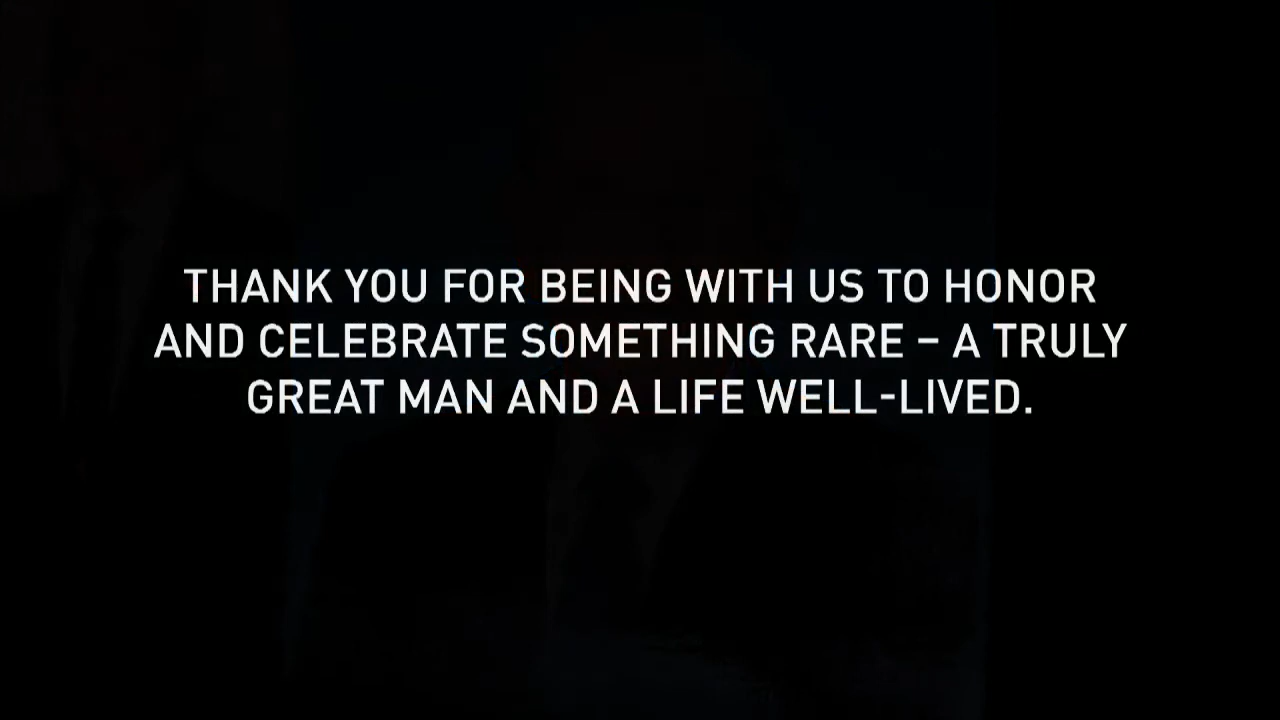 THANK YOU FOR BEING WITH US TO HONOR
AND CELEBRATE SOMETHING RARE – A TRULY
GREAT MAN AND A LIFE WELL-LIVED.